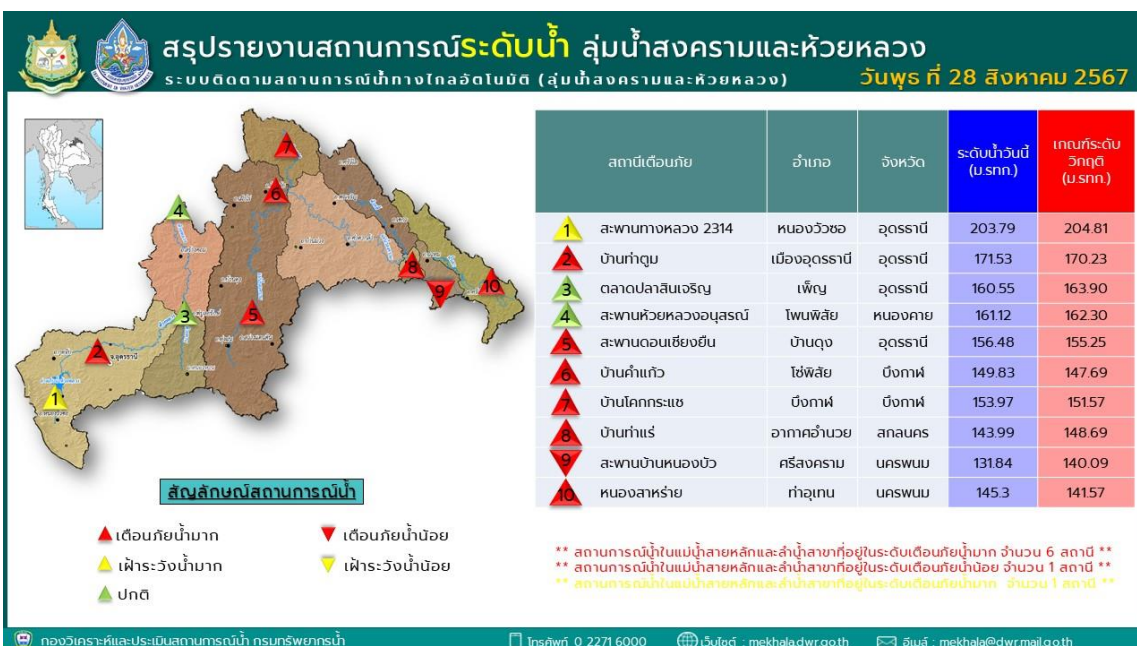 สรุปรายงานสถานการณ์ระดับน้ำ ลุ่มน้ำสงครามและห้วยหลวง
ระบบติดตามสถานการณ์น้ำทางไกลอัตโนมัติ (ลุ่มน้ำสงครามและห้วยหลวง)
วันพุธ ที่ 28 สิงหาคม 2567
สถานีเตือนภัย อำเภอ จังหวัด ระดับน้ำวันนี้ (ม.รทก.) เกณฑ์ระดับวิกฤติ (ม.รทก.)
1 สะพานทางหลวง 2314 หนองวัวซอ อุดรธานี 203.79 204.81
2 บ้านท่าตูม เมืองอุดรธานี อุดรธานี 171.53 170.23
3 ตลาดปลาสินเจริญ เพ็ญ อุดรธานี 160.55 163.90
4 สะพานห้วยหลวงอนุสรณ์ โพนพิสัย หนองคาย 161.12 162.30
5 สะพานดอนเชียงยืน บ้านดุง อุดรธานี 156.48 155.25
6 บ้านคำแก้ว โซ่พิสัย บึงกาฬ 149.83 147.69
7 บ้านโคกกระแซ บึงกาฬ บึงกาฬ 153.97 151.57
8 บ้านท่าแร่ อากาศอำนวย สกลนคร 143.99 148.69
9 สะพานบ้านหนองบัว ศรีสงคราม นครพนม 131.84 140.09
10 หนองสาหร่าย ท่าอุเทน นครพนม 145.3 141.57
7
6
4
8
9
10
3
5
2
จ.อุดรธานี
1
สัญลักษณ์สถานการณ์น้ำ
เตือนภัยน้ำมาก เตือนภัยน้ำน้อย
เฝ้าระวังน้ำมาก เฝ้าระวังน้ำน้อย
ปกติ
** สถานการณ์น้ำในแม่น้ำสายหลักและลำน้ำสาขาที่อยู่ในระดับเตือนภัยน้ำมาก จำนวน 6 สถานี **
** สถานการณ์น้ำในแม่น้ำสายหลักและลำน้ำสาขาที่อยู่ในระดับเตือนภัยน้ำน้อย จำนวน 1 สถานี **
** สถานการณ์น้ำในแม่น้ำสายหลักและลำน้ำสาขาที่อยู่ในระดับเตือนภัยน้ำมาก จำนวน 1 สถานี **
กองวิเคราะห์และประเมินสถานการณ์น้ำ กรมทรัพยากรน้ำ โทรศัพท์ 0 2271 6000 เว็บไซต์ : mekhala.dwr.go.th อีเมล์ : mekhala@dwr.mail.go.th